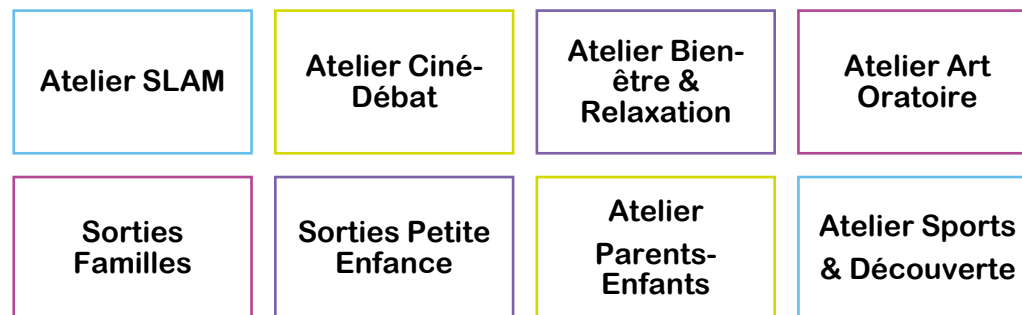 Atelier SLAM
Atelier Ciné-
Débat
Atelier Bien-
être &
Relaxation
Atelier Art
Oratoire
Sorties
Familles
Sorties Petite
Enfance
Atelier
Parents-
Enfants
Atelier Sports
& Découverte